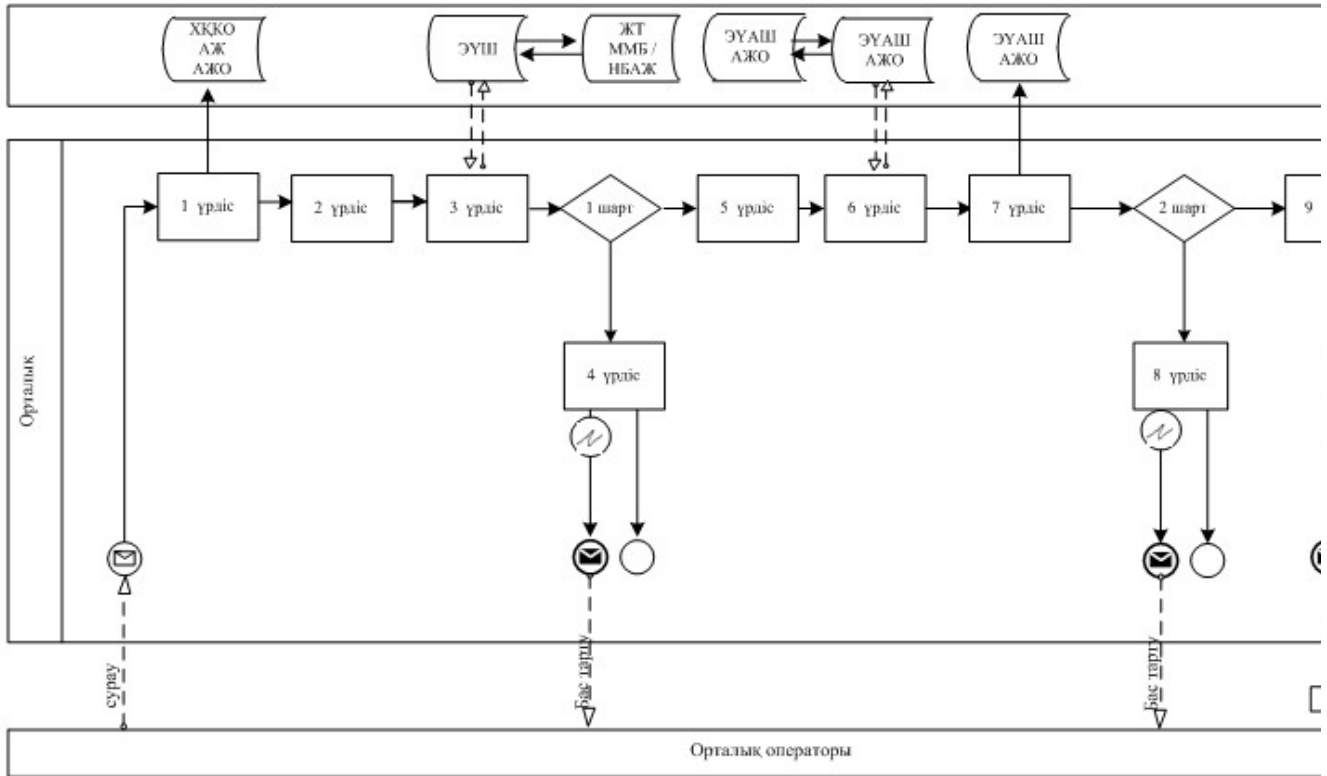 ХҚКО
АЖ
АЖО
ЭҮШ
ЖТ
ММБ /
НБАЖ
ЭҮАШ
АЖО
ЭҮАШ
АЖО
ЭҮАШ
АЖО
Орталық
1 үрдіс
2 үрдіс
3 үрдіс
1 шарт
5 үрдіс
6 үрдіс
7 үрдіс
2 шарт
9
4 үрдіс
8 үрдіс
сұрау
Бас тарту
Бас тарту
Орталық операторы